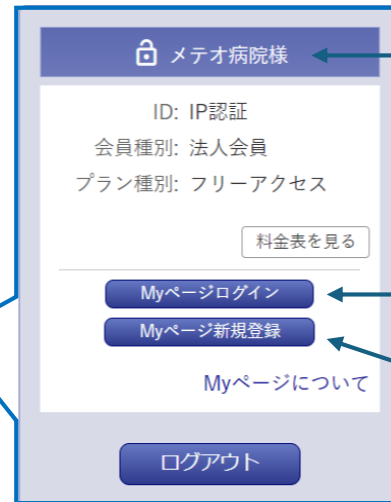 メテオ病院様
ID: IP認証
会員種別: 法人会員
プラン種別: フリーアクセス
料金表を見る
Myページログイン
Myページ新規登録
Myページについて
ログアウト